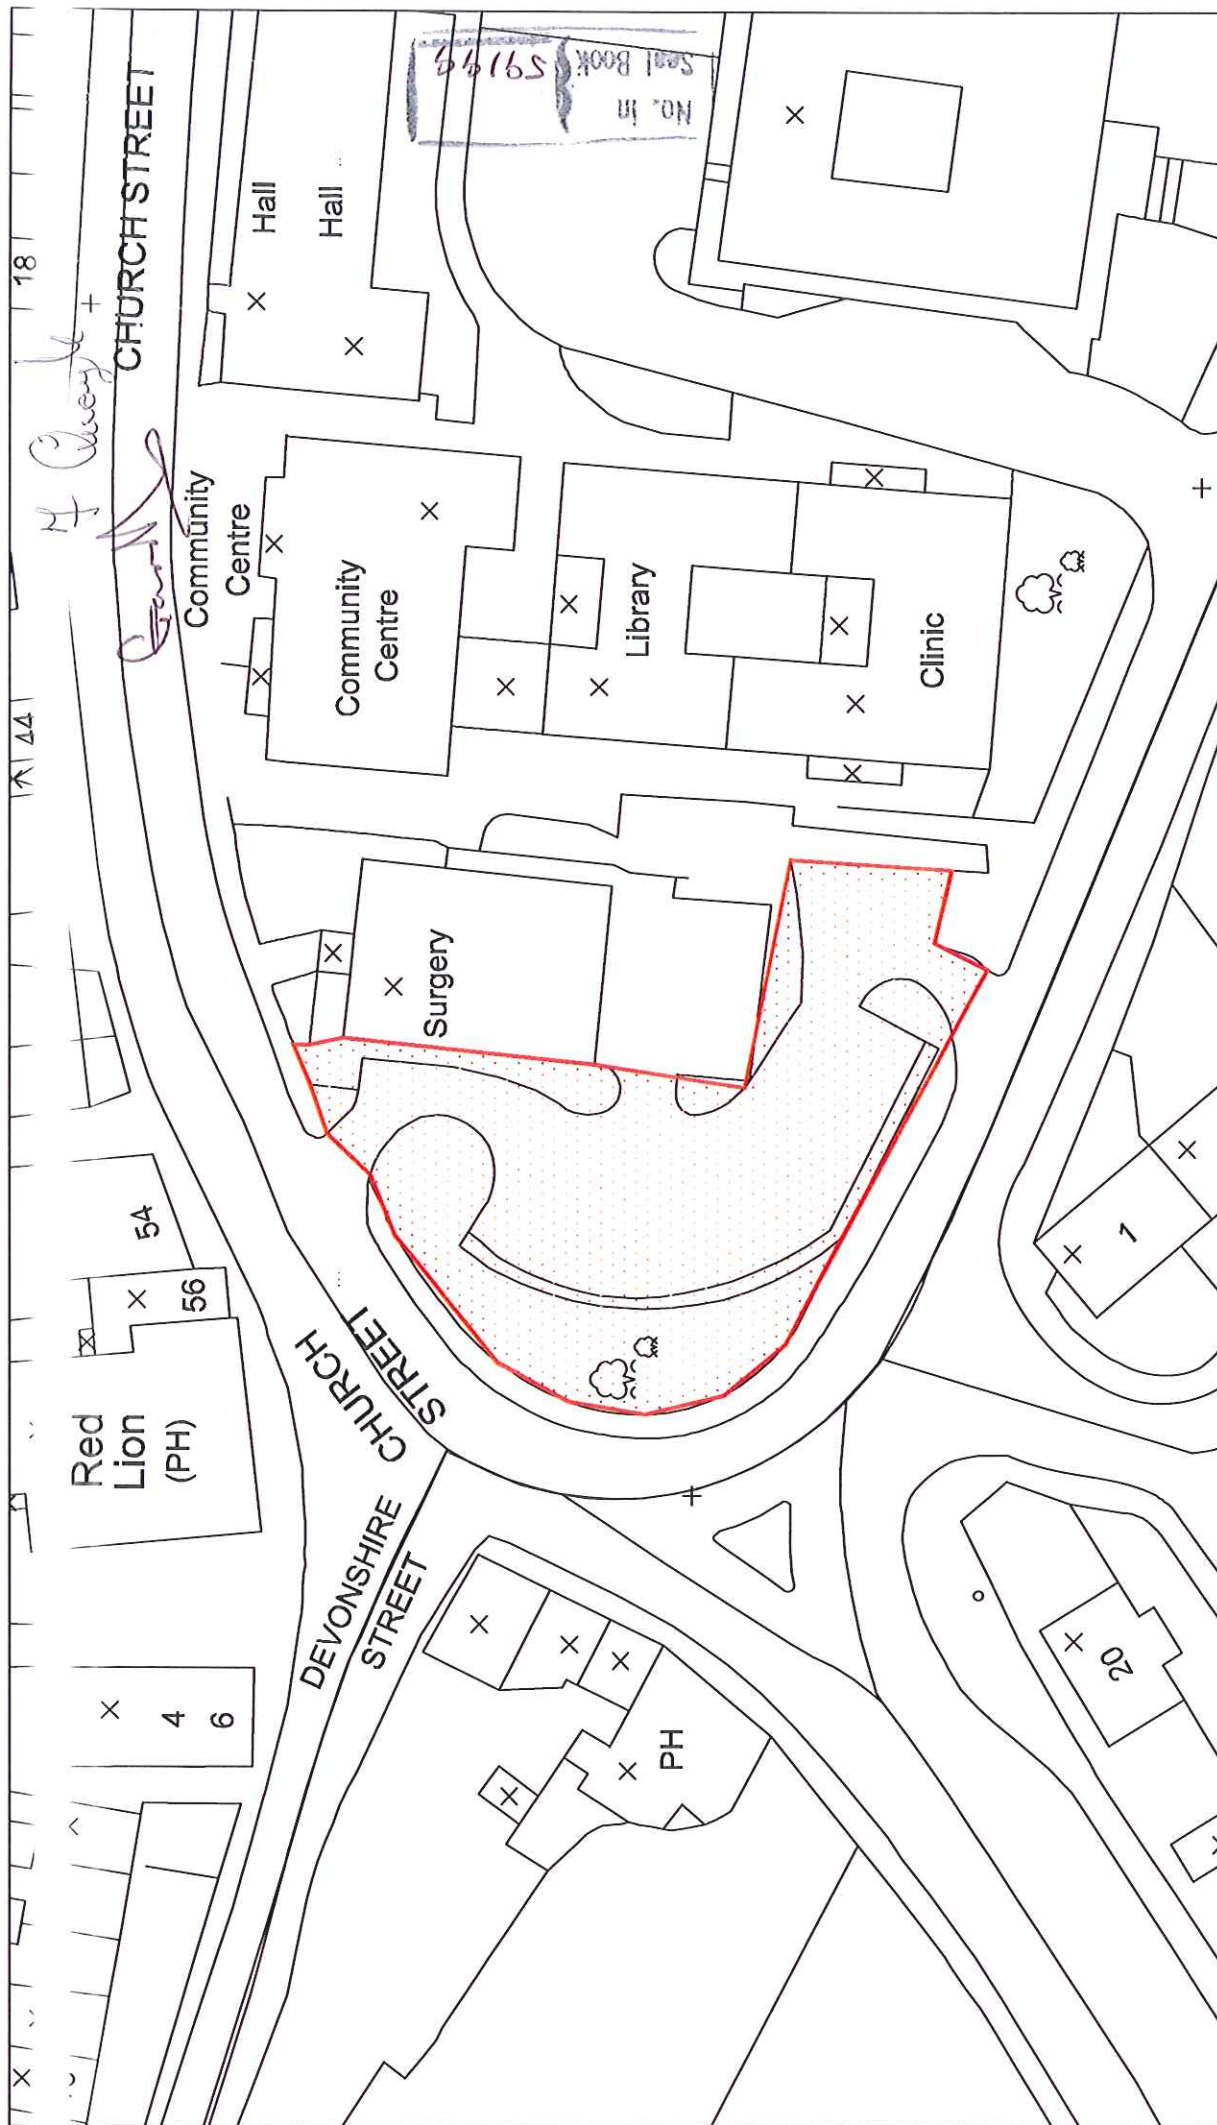 18
44
CHURCH STREET
Hall
Hall
No. in
Seal Book
59199
Community
Centre
Community
Centre
Library
Clinic
Surgery
54
56
Red
Lion
(PH)
CHURCH
STREET
DEVONSHIRE
STREET
4
6
PH
1
20